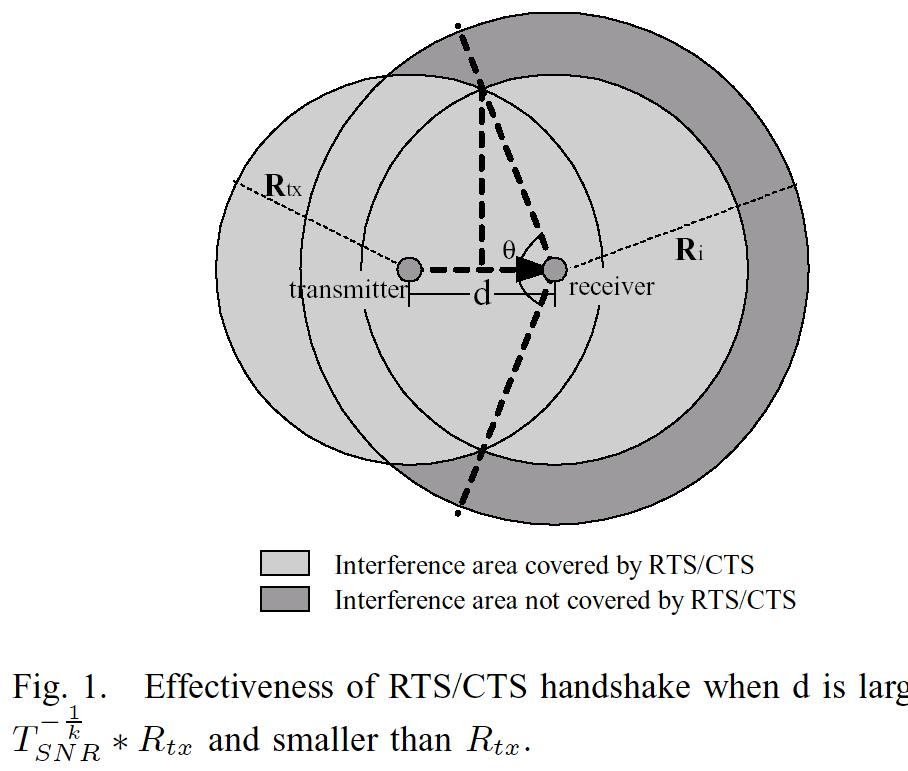 Rtx
θ
Ri
transmitter
d
receiver
Interference area covered by RTS/CTS
Interference area not covered by RTS/CTS
Fig. 1. Effectiveness of RTS/CTS handshake when d is larg
T_{SNR}^{-\frac{1}{k}} * R_{tx} and smaller than R_{tx}.